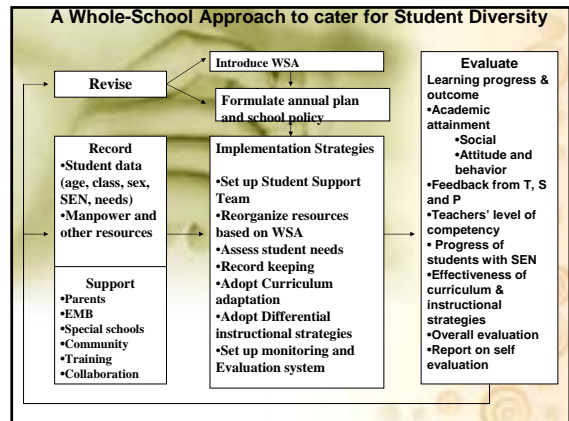 A Whole-School Approach to cater for Student Diversity
Revise
Introduce WSA
Formulate annual plan
and school policy
Record
•Student data
(age, class, sex,
SEN, needs)
•Manpower and
other resources
Support
•Parents
•EMB
•Special schools
•Community
•Training
•Collaboration
Implementation Strategies
•Set up Student Support
Team
•Reorganize resources
based on WSA
•Assess student needs
•Record keeping
•Adopt Curriculum
adaptation
•Adopt Differential
instructional strategies
•Set up monitoring and
Evaluation system
Evaluate
Learning progress &
outcome
•Academic
attainment
•Social
•Attitude and
behavior
•Feedback from T, S
and P
•Teachers' level of
competency
• Progress of
students with SEN
•Effectiveness of
curriculum &
instructional
strategies
•Overall evaluation
•Report on self
evaluation